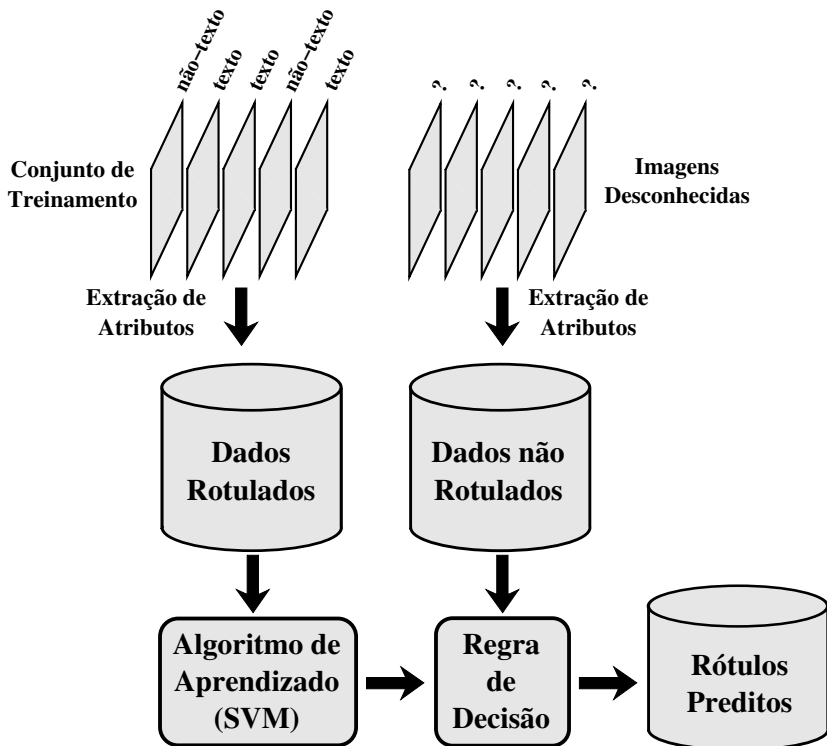 não-texto
texto
texto
não-texto
texto
?
?
?
?
?
Conjunto de
Treinamento
Imagens
Desconhecidas
Extração de
Atributos
Extração de
Atributos
Dados
Rotulados
Dados não
Rotulados
Algoritmo de
Aprendizado
(SVM)
Regra
de
Decisão
Rótulos
Preditos